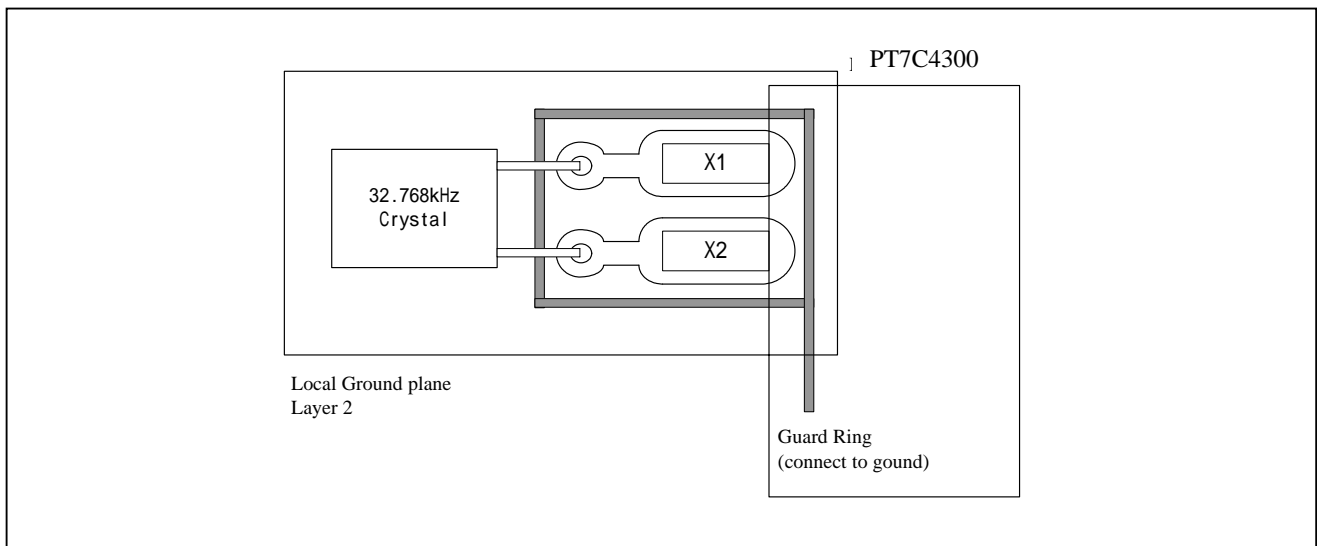 PT7C4300
X1
32.768kHz
Crystal
X2
Local Ground plane
Layer 2
Guard Ring
(connect to gound)